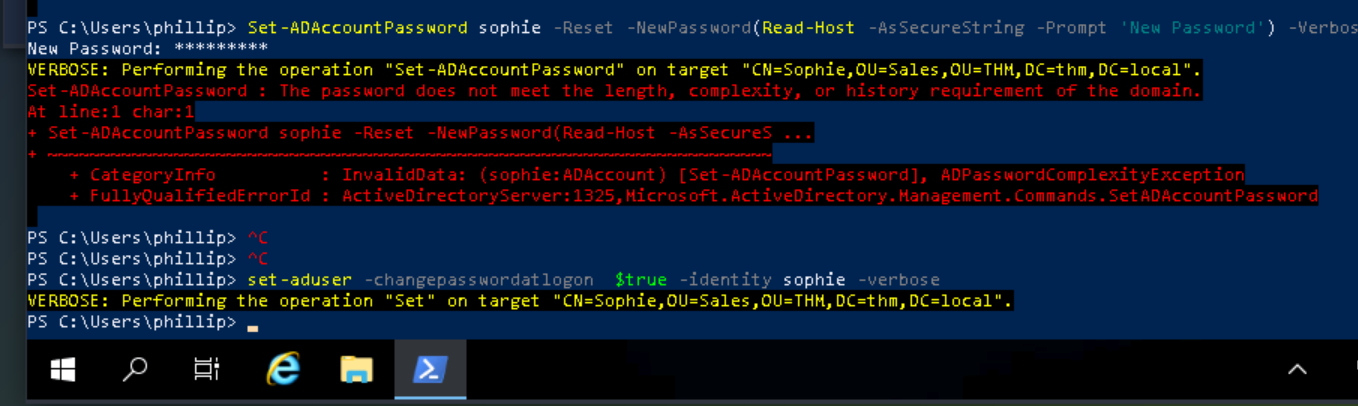 PS C:\Users\phillip> Set-ADAccountPassword sophie -Reset -NewPassword(Read-Host -AsSecureString -Prompt 'New Password') -Verbos
New Password: *********
VERBOSE: Performing the operation "Set-ADAccountPassword" on target "CN=Sophie,OU=Sales,OU=THM,DC=thm,DC=local".
Set-ADAccountPassword : The password does not meet the length, complexity, or history requirement of the domain.
At line:1 char:1
+ Set-ADAccountPassword sophie -Reset -NewPassword(Read-Host -AsSecureS ...
+ ~~~~~~~~~~~~~~~~~~~~~~~~~~~~~~~~~~~~~~~~~~~~~~~~~~~~~~~~~~~~~~~~~~~~~
    + CategoryInfo          : InvalidData: (sophie:ADAccount) [Set-ADAccountPassword], ADPasswordComplexityException
    + FullyQualifiedErrorId : ActiveDirectoryServer:1325,Microsoft.ActiveDirectory.Management.Commands.SetADAccountPassword
PS C:\Users\phillip> ^C
PS C:\Users\phillip> ^C
PS C:\Users\phillip> set-aduser -changepasswordatlogon  $true -identity sophie -verbose
VERBOSE: Performing the operation "Set" on target "CN=Sophie,OU=Sales,OU=THM,DC=thm,DC=local".
PS C:\Users\phillip>